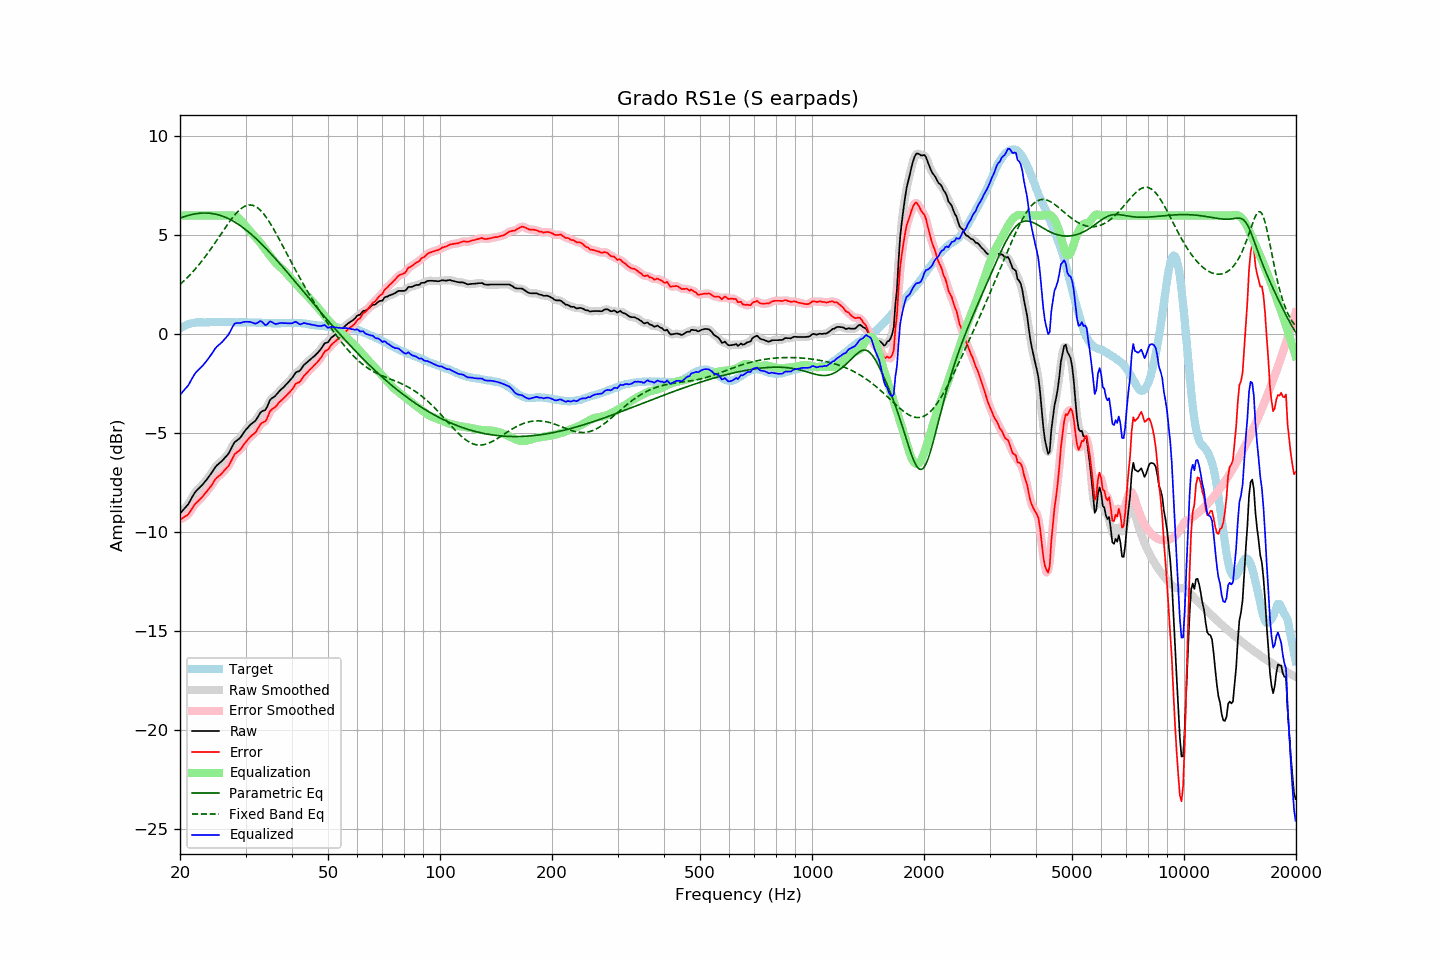 Grado RS1e (S earpads)
Amplitude (dBr)
10
5
0
−5
−10
−15
−20
−25
Target
Raw Smoothed
Error Smoothed
Raw
Error
Equalization
Parametric Eq
Fixed Band Eq
Equalized
20 50 100 200 500 1000 2000 5000 10000 20000
Frequency (Hz)